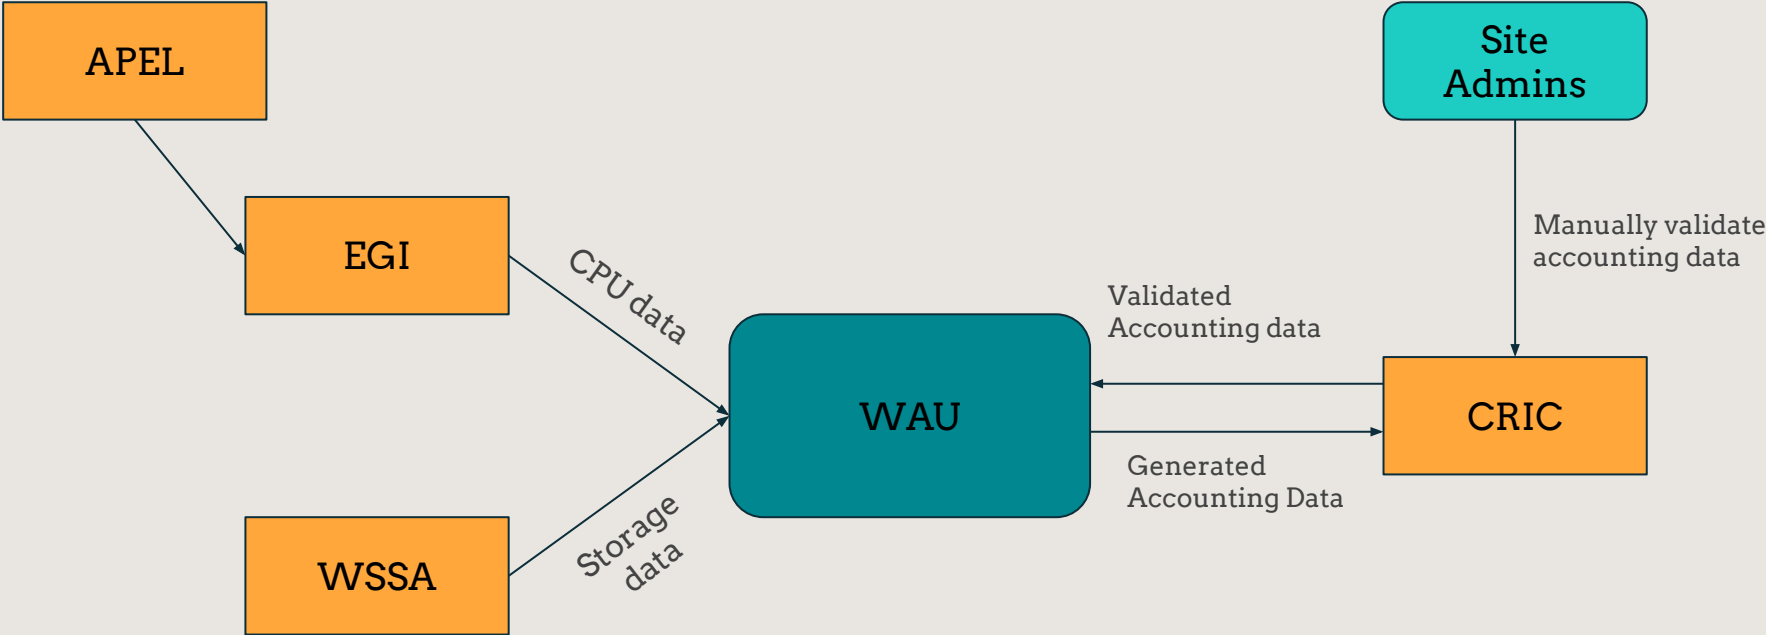 APEL
Site
Admins
EGI
CPU data
Manually validate
accounting data
Validated
Accounting data
WAU
CRIC
Generated
Accounting Data
Storage
data
WSSA